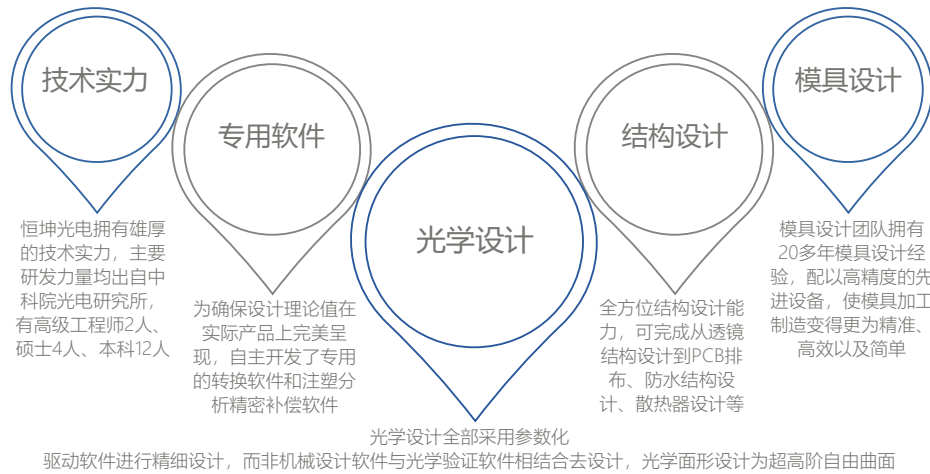 技术实力
恒坤光电拥有雄厚
的技术实力，主要
研发力量均出自中
科院光电研究所，
有高级工程师2人、
硕士4人、本科12人
专用软件
为确保设计理论值在
实际产品上完美呈
现，自主开发了专用
的转换软件和注塑分
析精密补偿软件
光学设计
光学设计全部采用参数化
驱动软件进行精细设计，而非机械设计软件与光学验证软件相结合去设计，光学面形设计为超高阶自由曲面
结构设计
全方位结构设计能
力，可完成从透镜
结构设计到PCB排
布、防水结构设
计、散热器设计等
模具设计
模具设计团队拥有
20多年模具设计经
验，配以高精度的先
进设备，使模具加工
制造变得更为精准、
高效以及简单